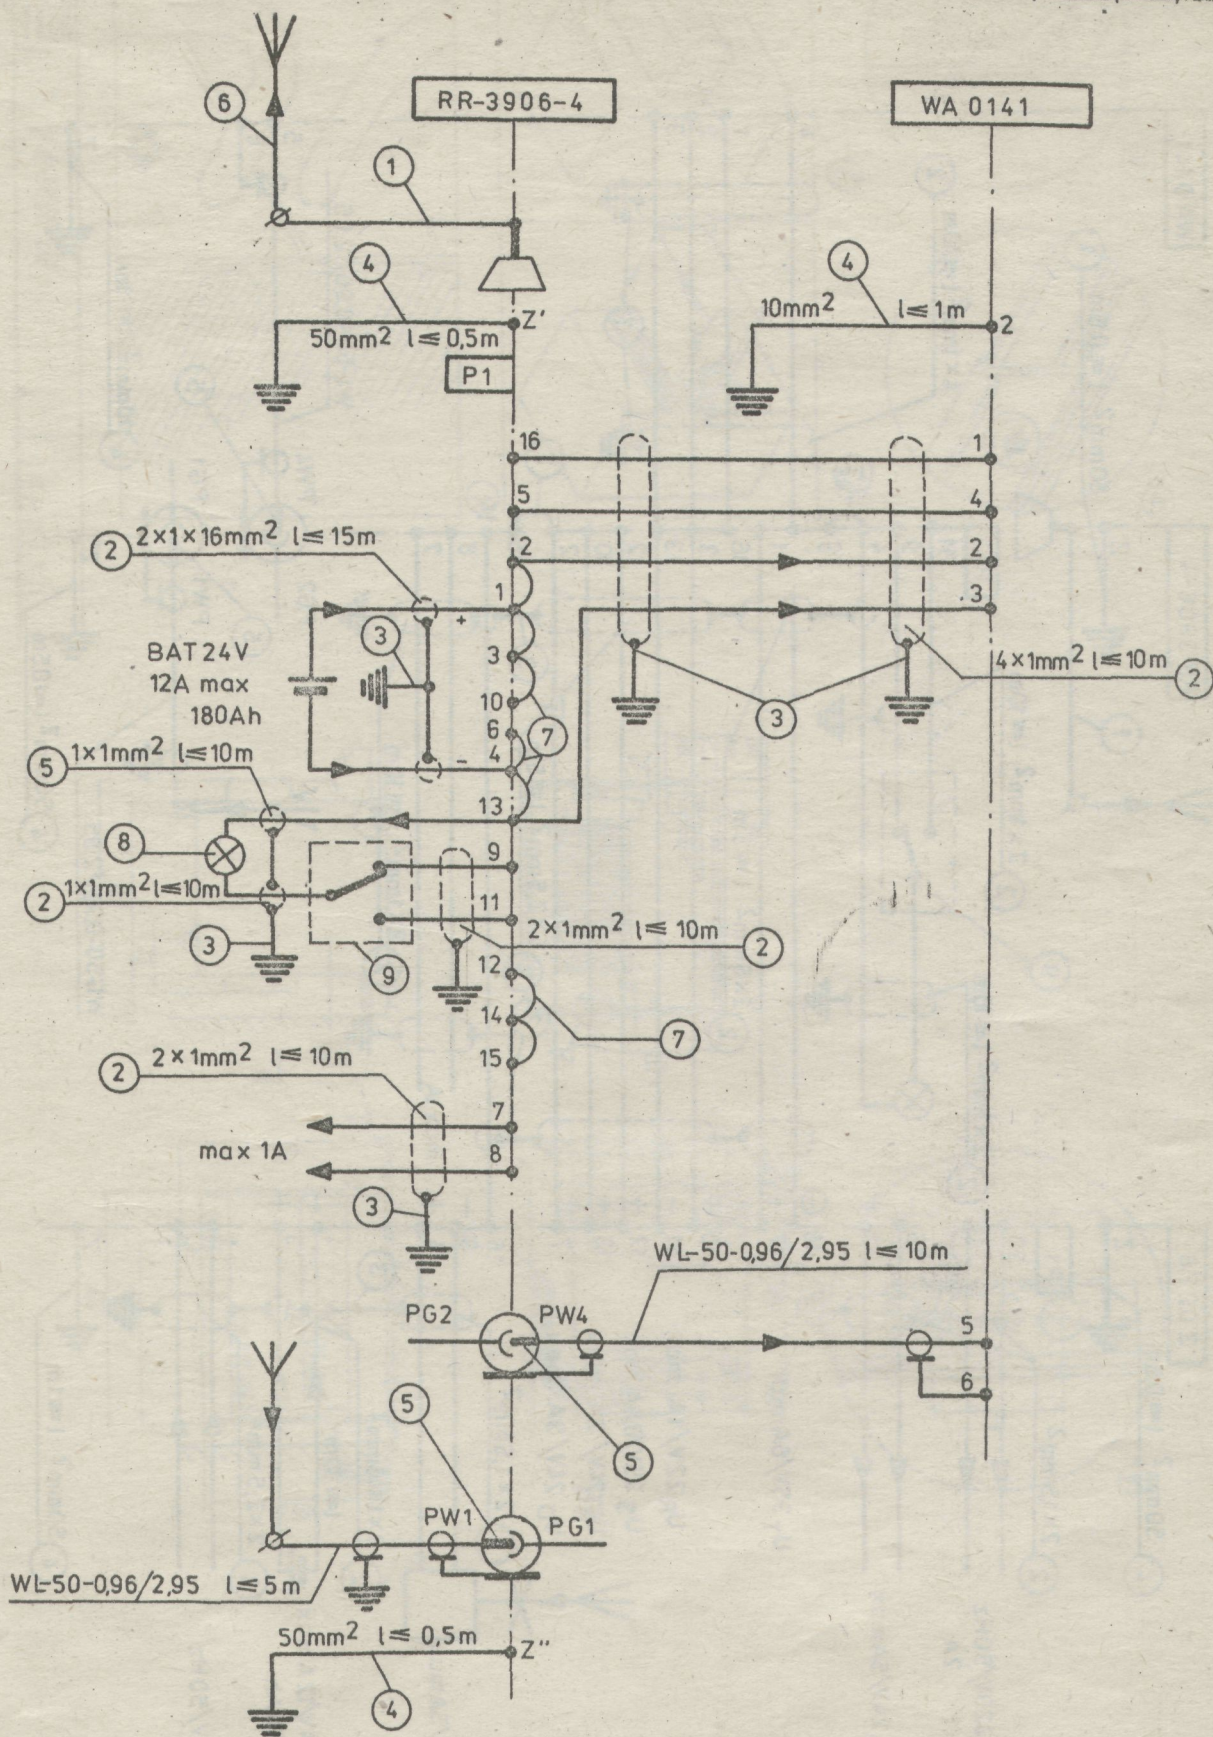 6
RR-3906-4
WA 0141
1
4
4
10mm² l≤1m
Z'
2
50mm² l≤0,5m
P1
16
1
5
4
2 2×1×16mm² l≤15m
2
2
1
3
+
3
3
BAT 24V
12A max
180Ah
4×1mm² l≤10m
2
10
3
6
7
4
-
5 1×1mm² l≤10m
13
8
9
2 1×1mm² l≤10m
11
2×1mm² l≤10m
2
3
9
12
14
7
15
2 2×1mm² l≤10m
7
max 1A
8
3
WL-50-0,96/2,95 l≤10m
PG2
PW4
5
6
5
5
PW1
PG1
WL-50-0,96/2,95 l≤5m
50mm² l≤0,5m
Z''
4